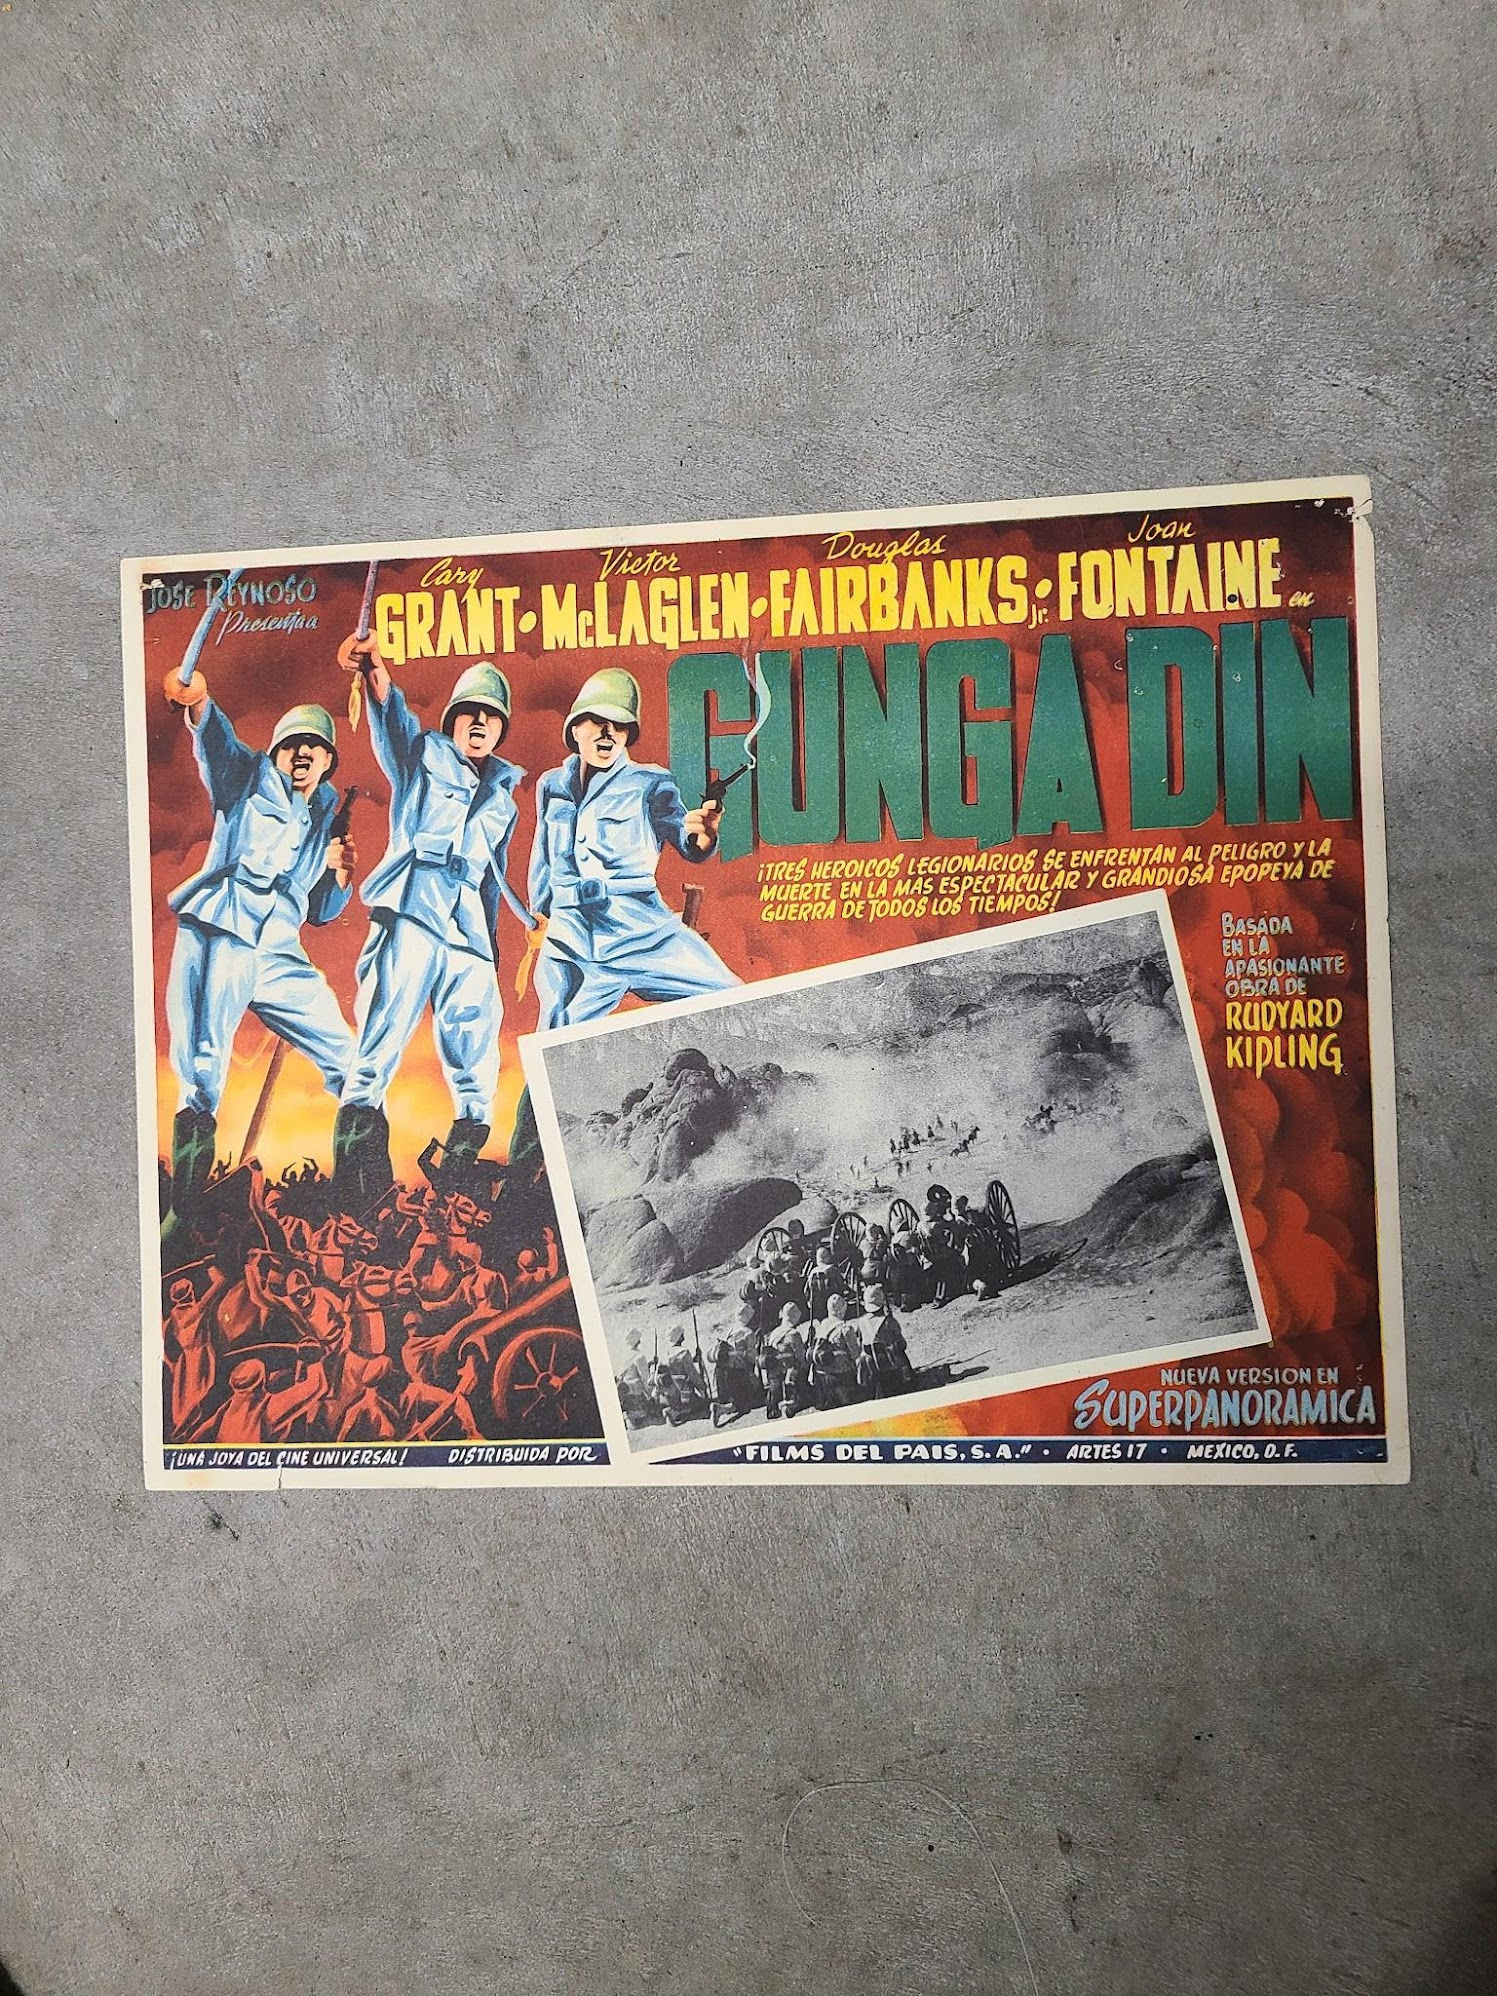 JOSE REYNOSO
Presenta
Cary Victor Douglas Joan
GRANT • McLAGLEN • FAIRBANKS Jr. • FONTAINE en
GUNGA DIN
¡TRES HEROICOS LEGIONARIOS SE ENFRENTAN AL PELIGRO Y LA
MUERTE EN LA MAS ESPECTACULAR Y GRANDIOSA EPOPEYA DE
GUERRA DE TODOS LOS TIEMPOS!
BASADA
EN LA
APASIONANTE
OBRA DE
RUDYARD
KIPLING
NUEVA VERSION EN
SUPERPANORAMICA
¡UNA JOYA DEL CINE UNIVERSAL! DISTRIBUIDA POR "FILMS DEL PAIS, S.A." • ARTES 17 • MEXICO, D.F.